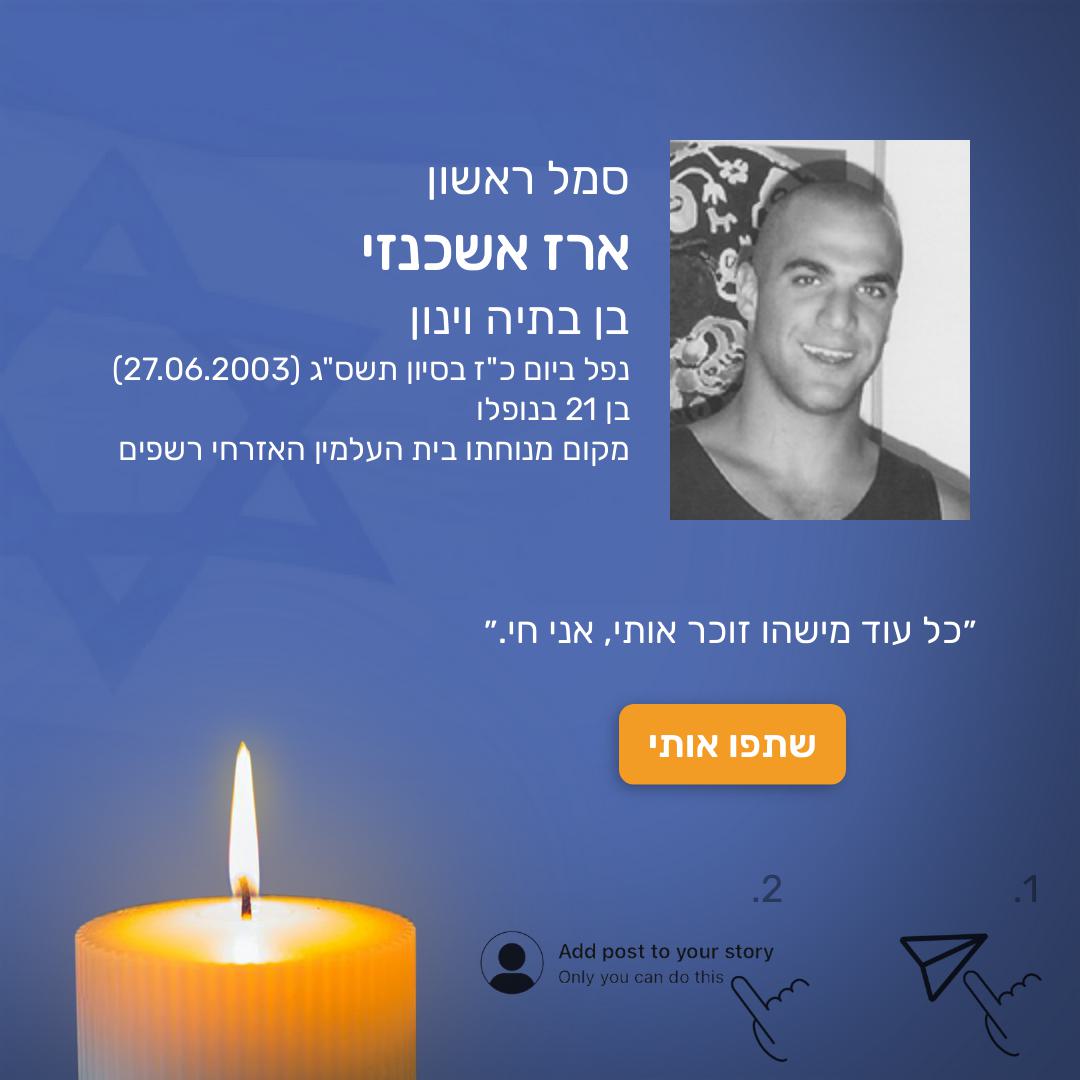 סמל ראשון
ארז אשכנזי
בן בתיה וינון
נפל ביום כ"ז בסיון תשס"ג (27.06.2003)
בן 21 בנופלו
מקום מנוחתו בית העלמין האזרחי רשפים
״כל עוד מישהו זוכר אותי, אני חי.״
שתפו אותי
1.
2.
Add post to your story
Only you can do this